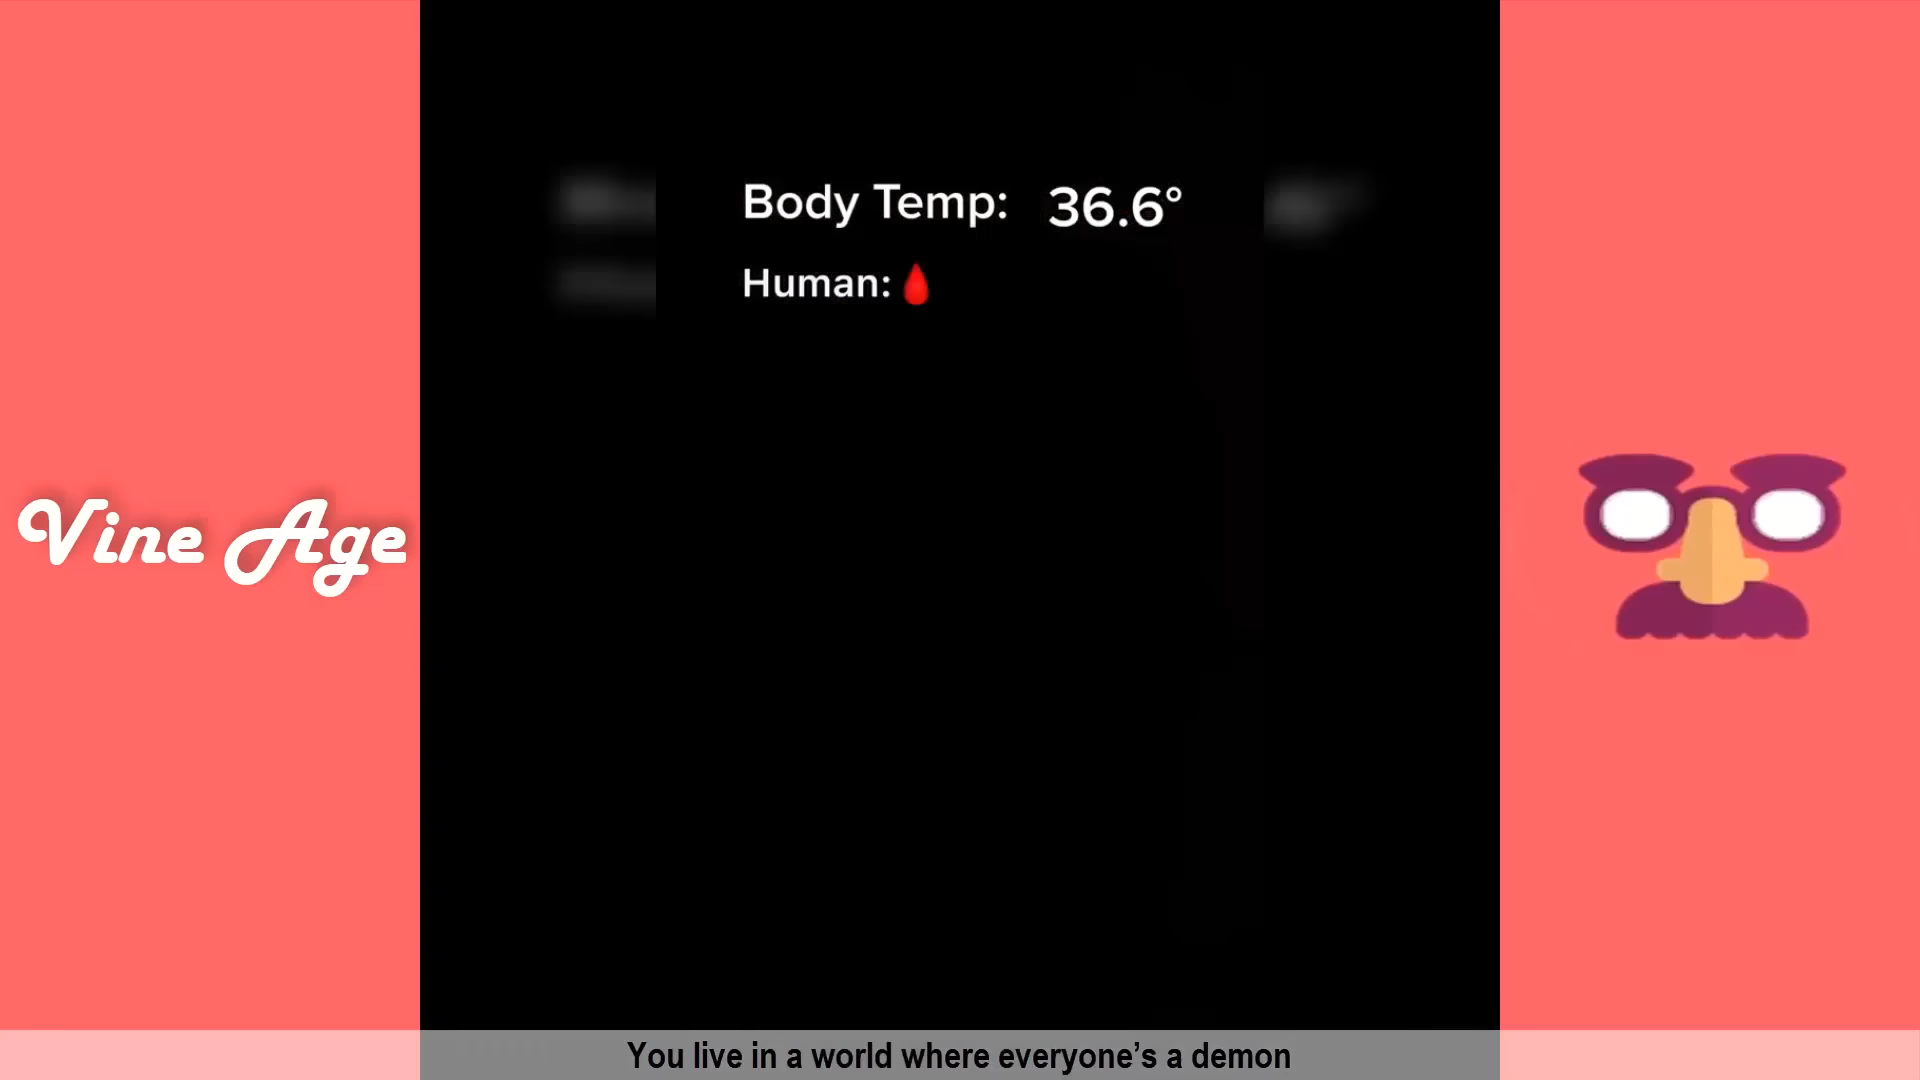 Body Temp: 36.6°
Human:🩸
Vine Age
You live in a world where everyone’s a demon